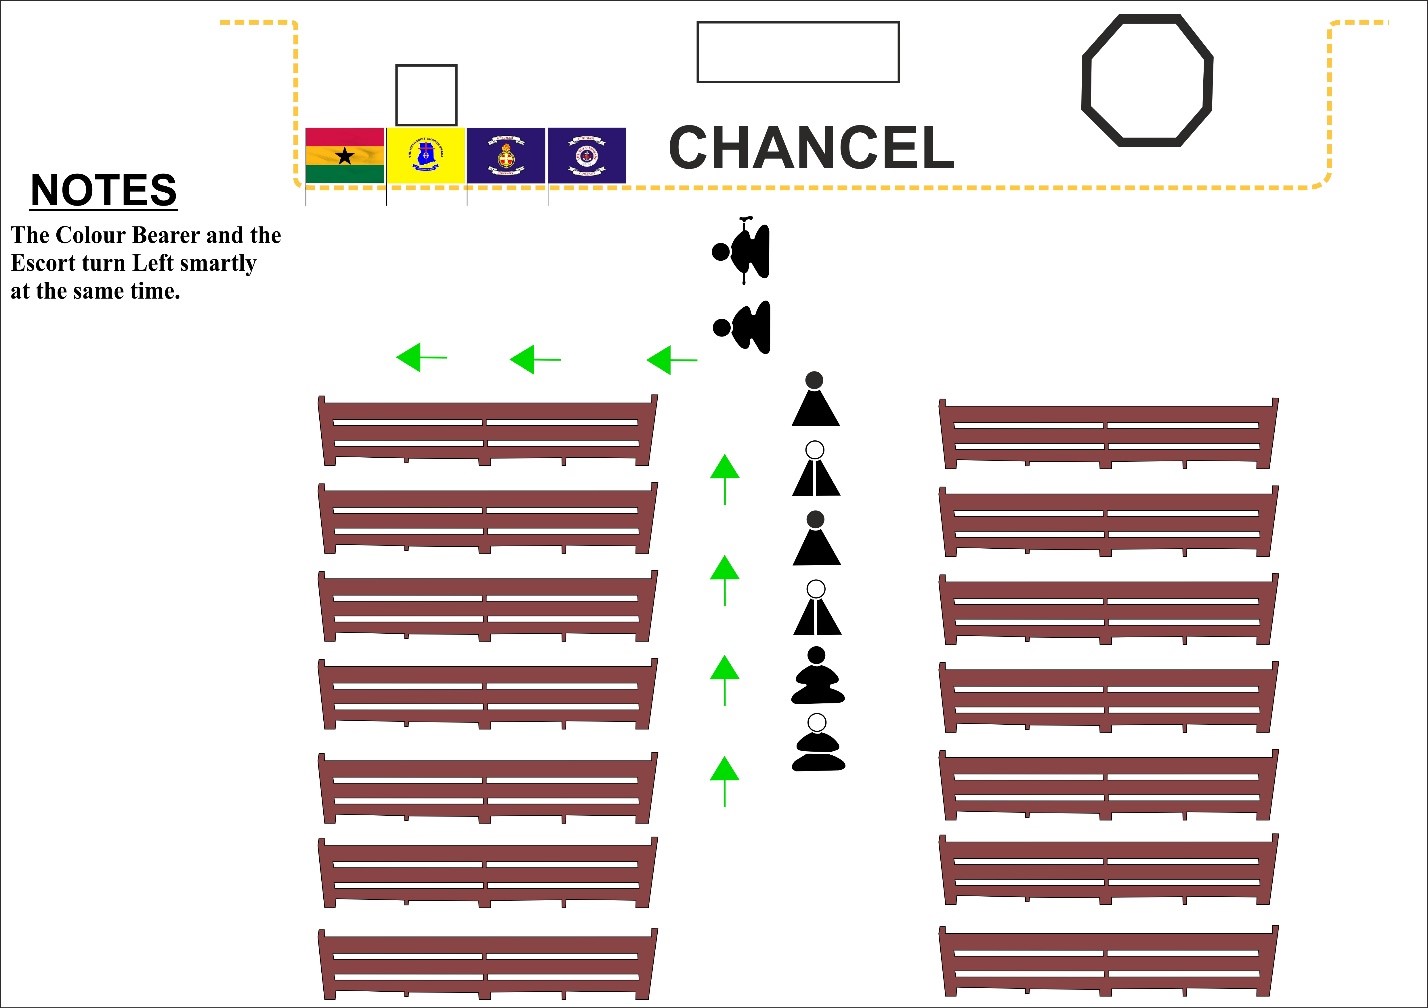 CHANCEL
NOTES
The Colour Bearer and the
Escort turn Left smartly
at the same time.